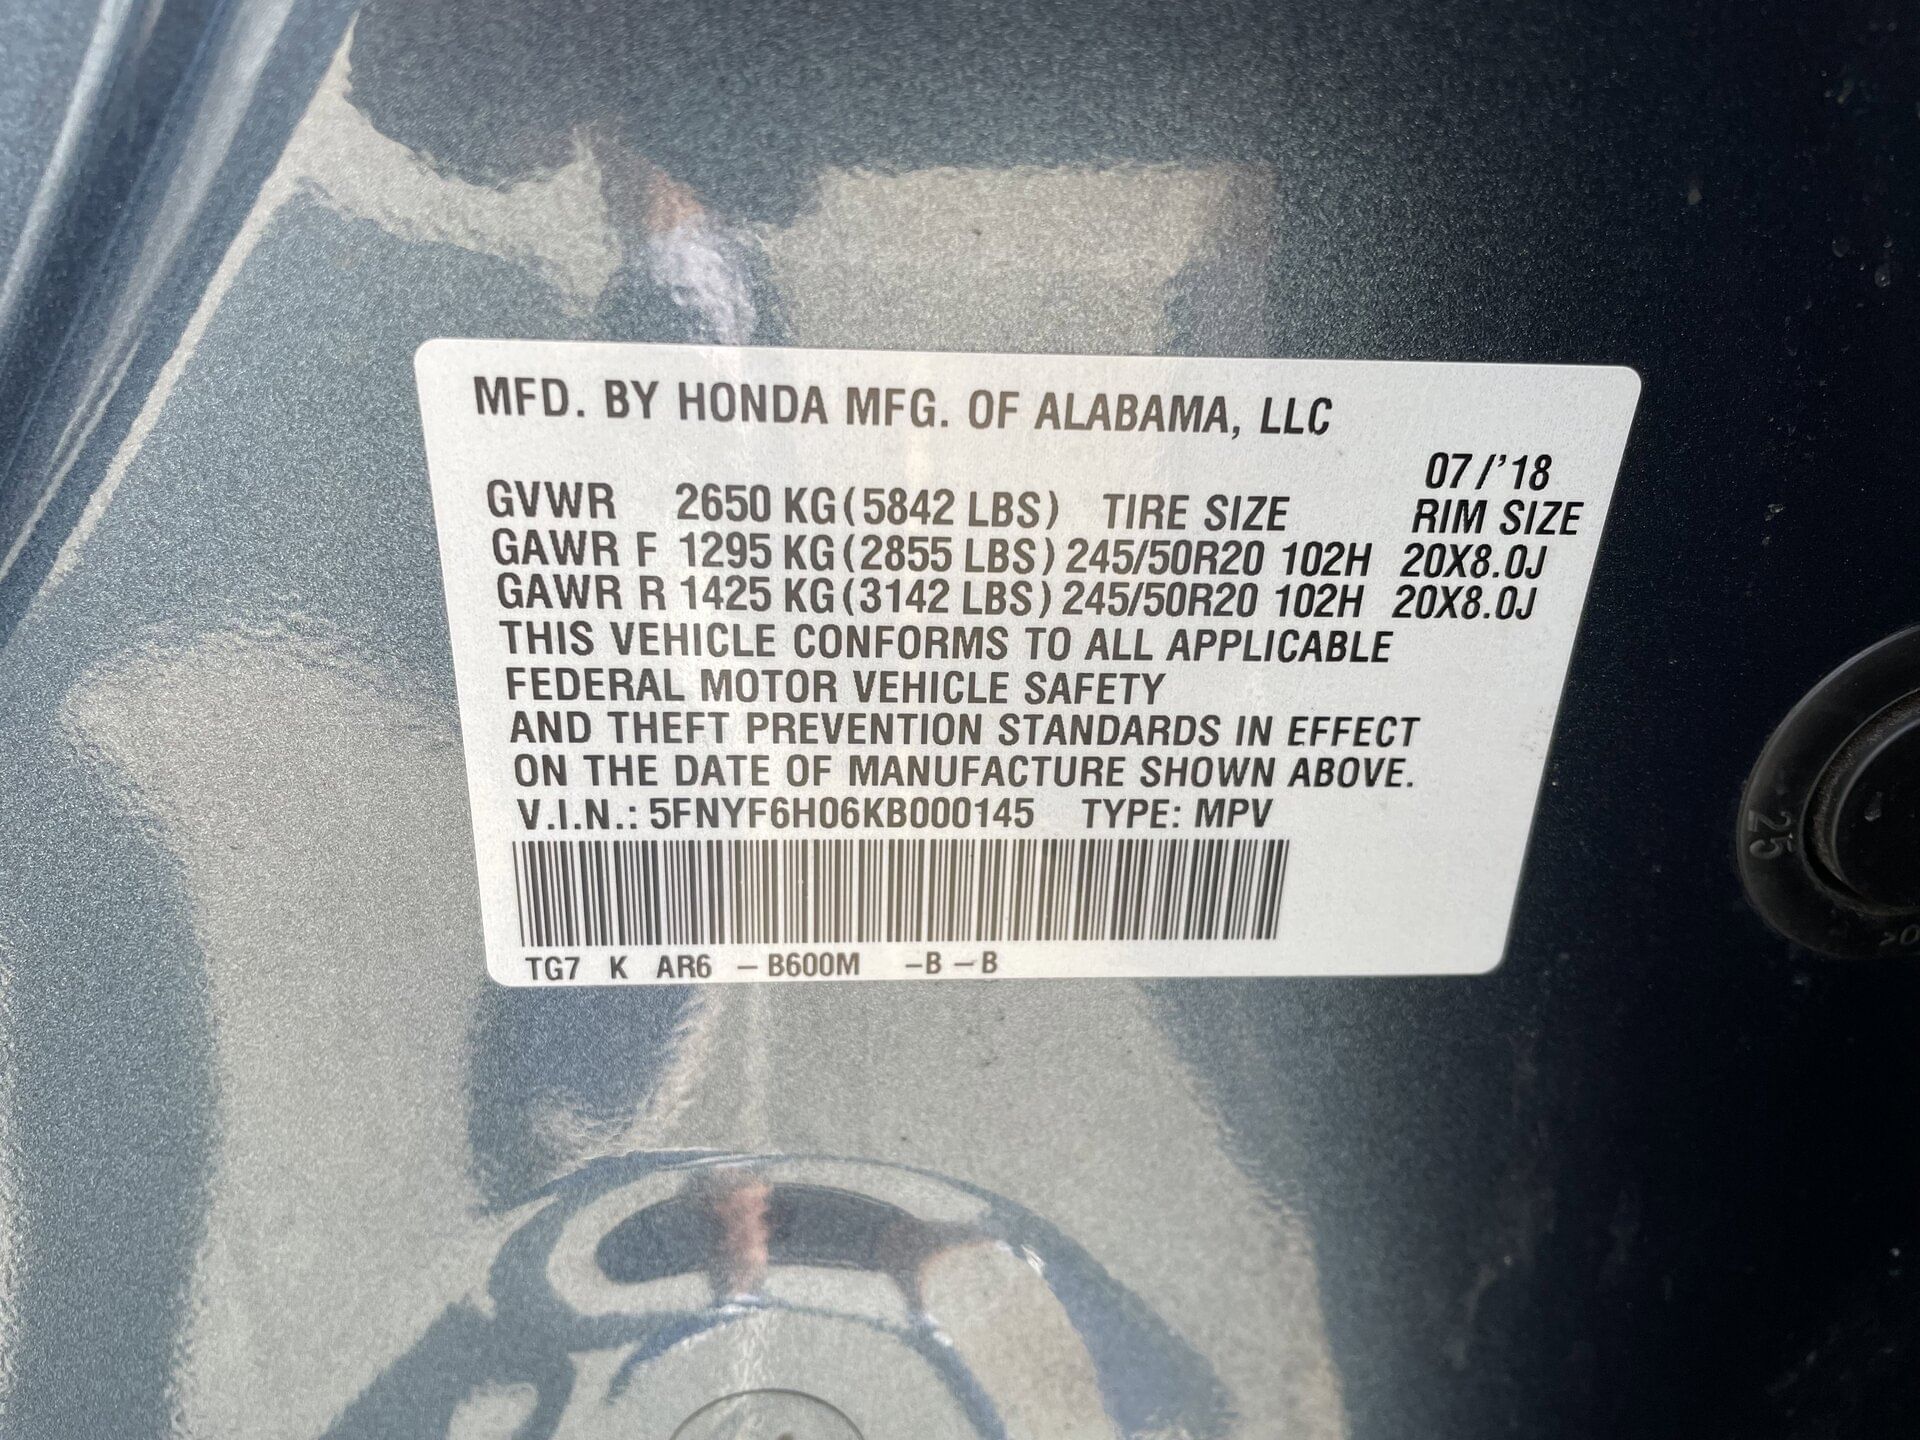 MFD. BY HONDA MFG. OF ALABAMA, LLC
07/'18
GVWR 2650 KG (5842 LBS) TIRE SIZE RIM SIZE
GAWR F 1295 KG (2855 LBS) 245/50R20 102H 20X8.0J
GAWR R 1425 KG (3142 LBS) 245/50R20 102H 20X8.0J
THIS VEHICLE CONFORMS TO ALL APPLICABLE
FEDERAL MOTOR VEHICLE SAFETY
AND THEFT PREVENTION STANDARDS IN EFFECT
ON THE DATE OF MANUFACTURE SHOWN ABOVE.
V.I.N.: 5FNYF6H06KB000145 TYPE: MPV
TG7 K AR6 -B600M -B -B
25